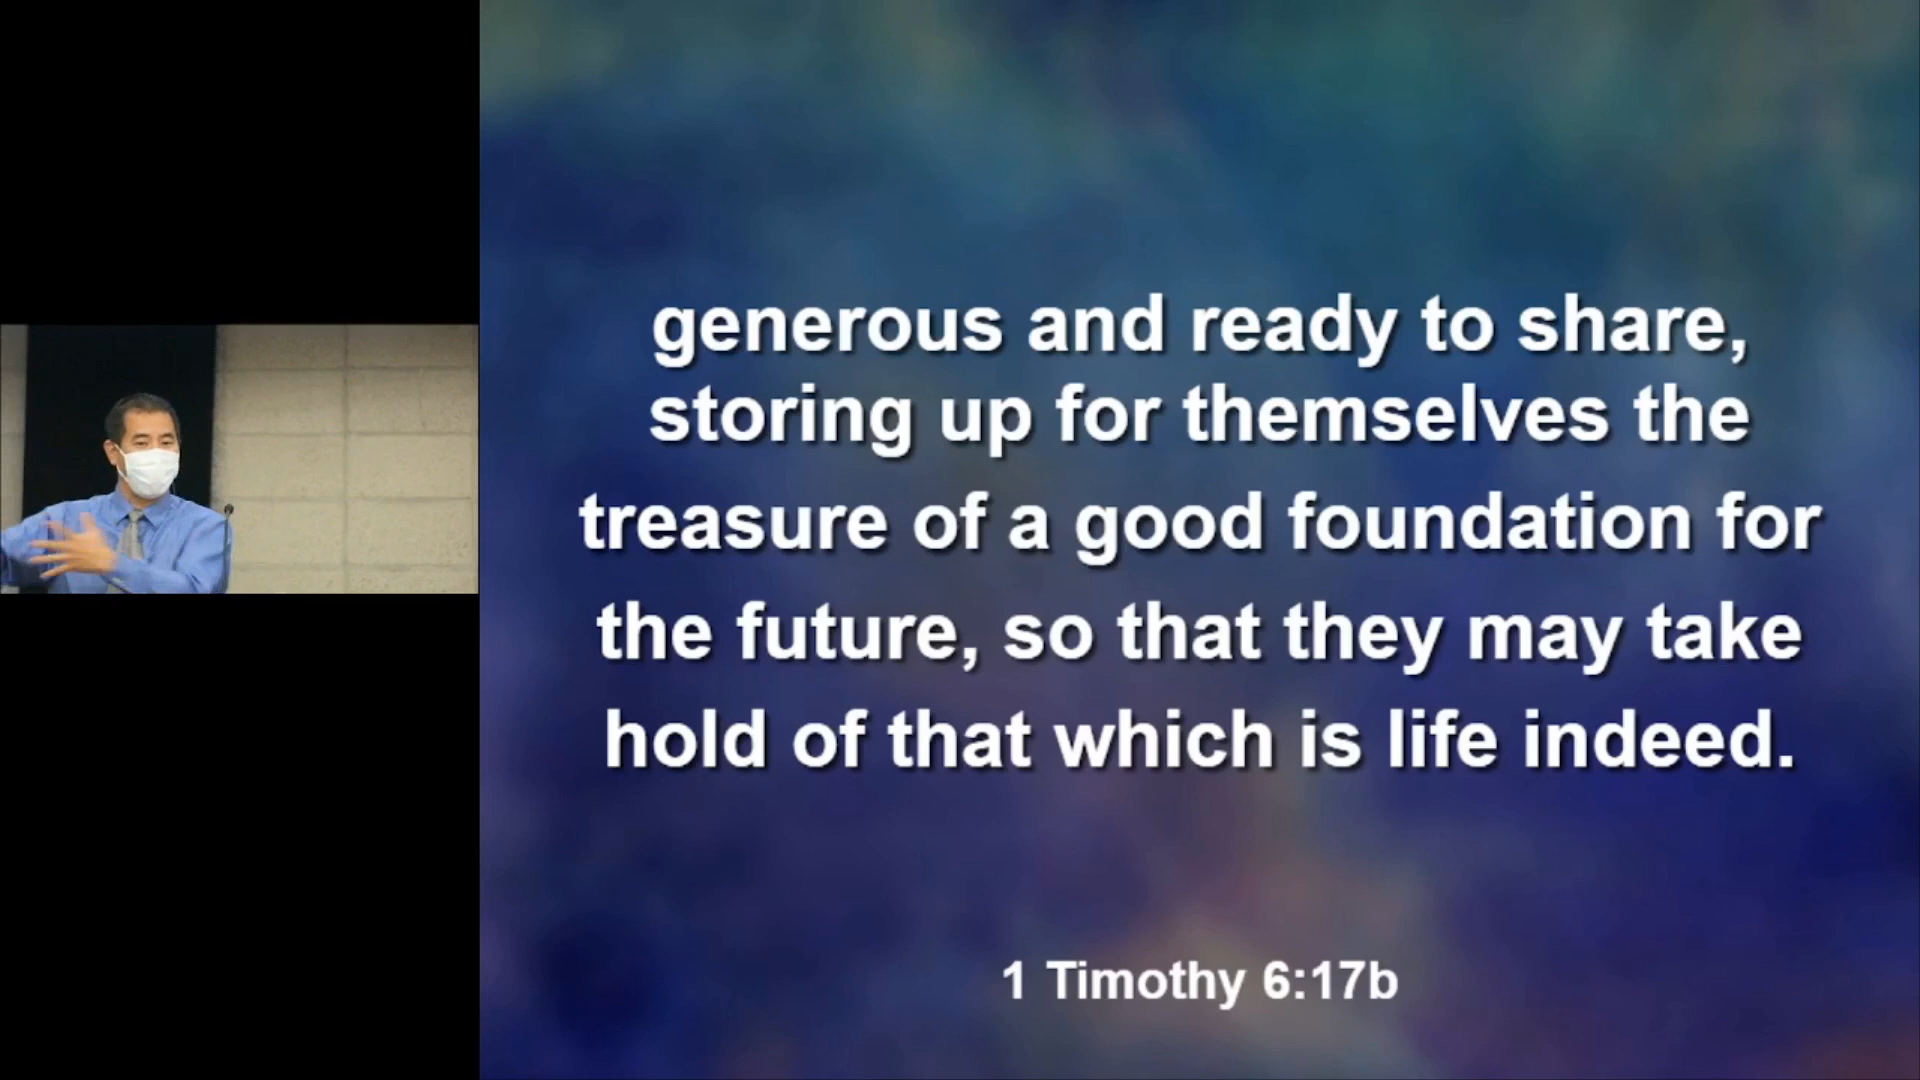 generous and ready to share,
storing up for themselves the
treasure of a good foundation for
the future, so that they may take
hold of that which is life indeed.
1 Timothy 6:17b